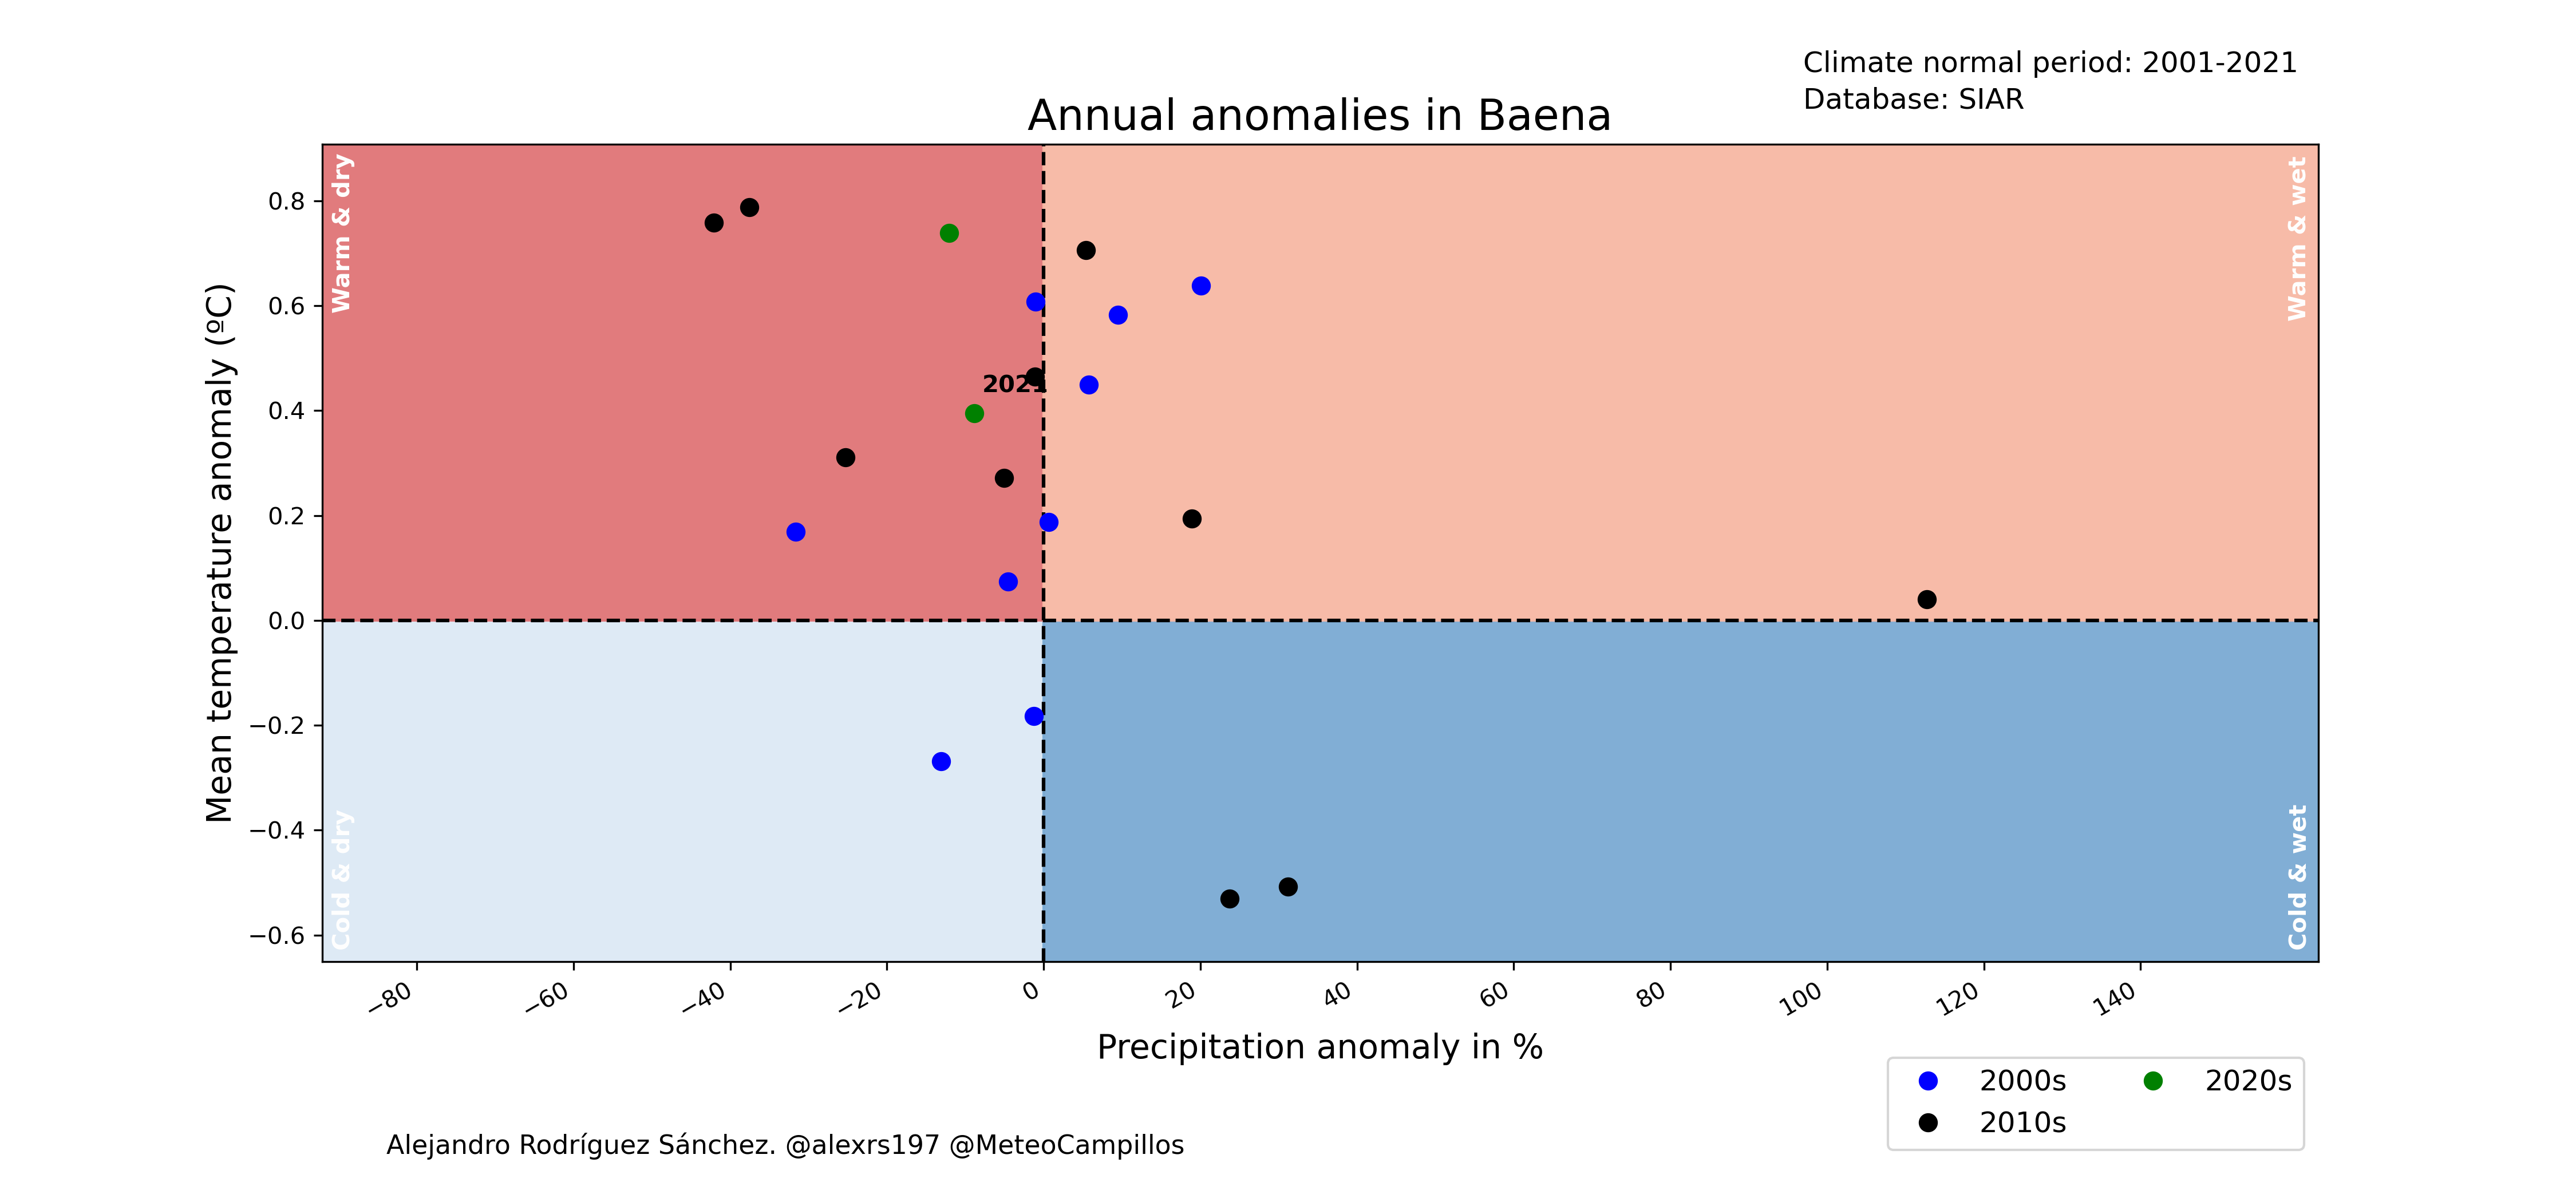 Climate normal period: 2001-2021
Database: SIAR
Annual anomalies in Baena
Warm & dry
Warm & wet
Mean temperature anomaly (ºC)
0.8
0.6
0.4
0.2
0.0
−0.2
−0.4
−0.6
2021
Cold & dry
Cold & wet
−80
−60
−40
−20
0
20
40
60
80
100
120
140
Precipitation anomaly in %
2000s
2010s
2020s
Alejandro Rodríguez Sánchez. @alexrs197 @MeteoCampillos